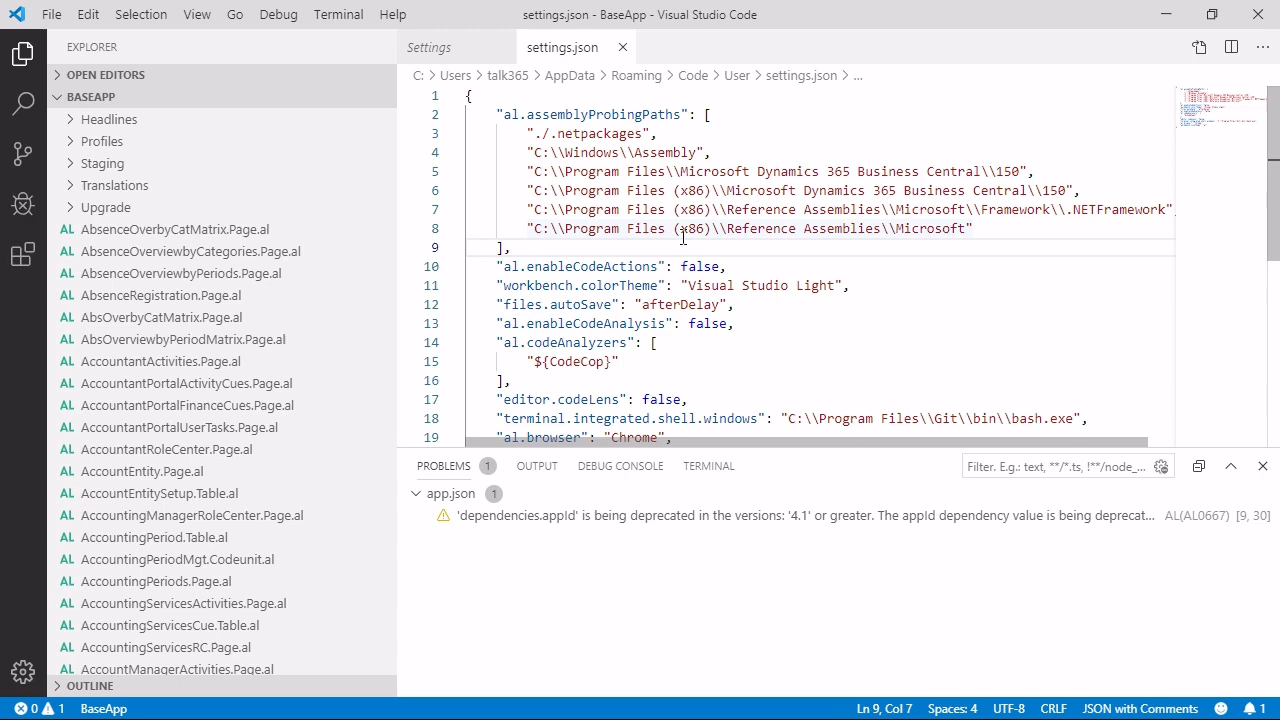 File Edit Selection View Go Debug Terminal Help settings.json - BaseApp - Visual Studio Code
EXPLORER
OPEN EDITORS
BASEAPP
Headlines
Photos
Staging
Translations
Upgrade
AbsenceOverbyCatMatrix.Page.al
AbsenceOverviewbyCategories.Page.al
AbsenceOverviewbyPeriods.Page.al
AbsenceRegistration.Page.al
AbsOverbyCatMatrix.Page.al
AbsOverviewbyPeriodMatrix.Page.al
AccountantActivities.Page.al
AccountantPortalActivityCues.Page.al
AccountantPortalFinanceCues.Page.al
AccountantPortalUserTasks.Page.al
AccountantRoleCenter.Page.al
AccountEntity.Page.al
AccountEntitySetup.Table.al
AccountingManagerRoleCenter.Page.al
AccountingPeriod.Table.al
AccountingPeriodMgt.Codeunit.al
AccountingPeriods.Page.al
AccountingServicesActivities.Page.al
AccountingServicesCue.Table.al
AccountingServicesRC.Page.al
AccountManagerActivities.Page.al
OUTLINE
Settings settings.json
C: > Users > talk365 > AppData > Roaming > Code > User > settings.json > ...
1 {
2 "al.assemblyProbingPaths": [
3 "./.netpackages",
4 "C:\\Windows\\Assembly",
5 "C:\\Program Files\\Microsoft Dynamics 365 Business Central\\150",
6 "C:\\Program Files (x86)\\Microsoft Dynamics 365 Business Central\\150",
7 "C:\\Program Files (x86)\\Reference Assemblies\\Microsoft\\Framework\\.NETFramework",
8 "C:\\Program Files (x86)\\Reference Assemblies\\Microsoft"
9 ],
10 "al.enableCodeActions": false,
11 "workbench.colorTheme": "Visual Studio Light",
12 "files.autoSave": "afterDelay",
13 "al.enableCodeAnalysis": false,
14 "al.codeAnalyzers": [
15 "${CodeCop}"
16 ],
17 "editor.codeLens": false,
18 "terminal.integrated.shell.windows": "C:\\Program Files\\Git\\bin\\bash.exe",
19 "al.browser": "Chrome",
PROBLEMS 1 OUTPUT DEBUG CONSOLE TERMINAL Filter. E.g.: text, **/*.ts, !**/node_...
app.json 1
'dependencies.appId' is being deprecated in the versions: '4.1' or greater. The appId dependency value is being deprecat... AL(AL0667) [9, 30]
0 1 BaseApp Ln 9, Col 7 Spaces: 4 UTF-8 CRLF JSON with Comments 1